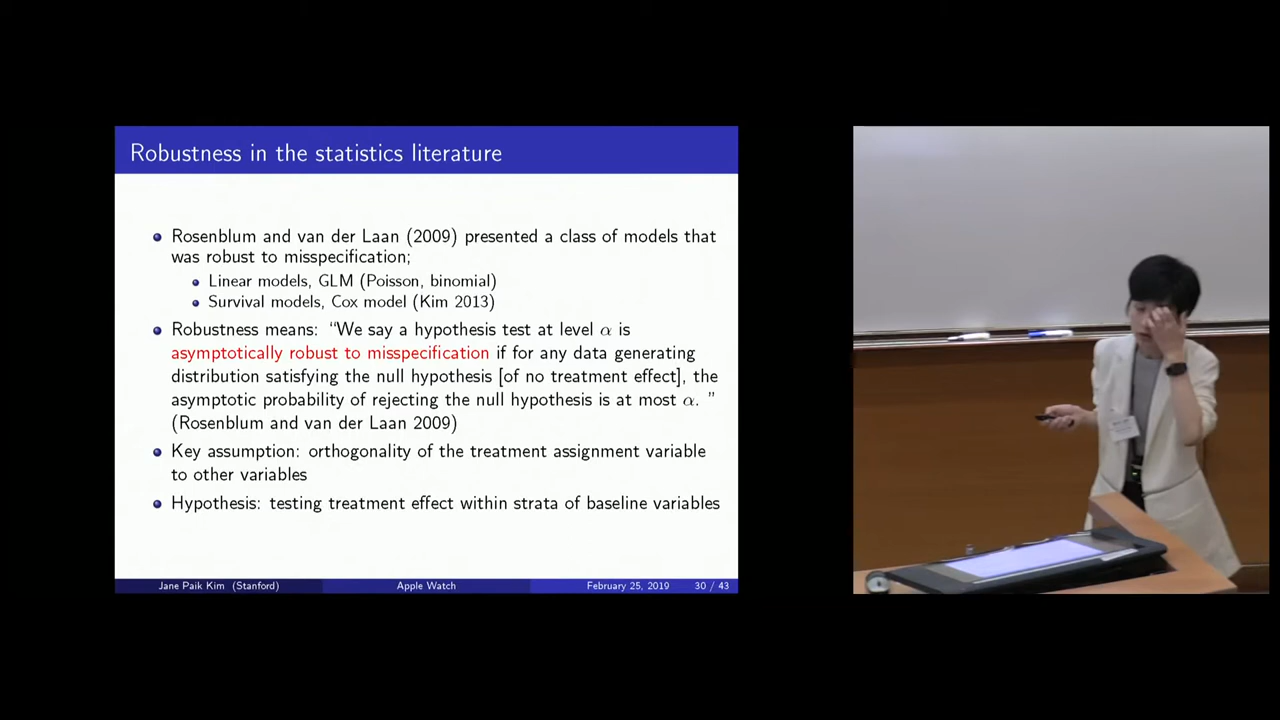 Robustness in the statistics literature
Rosenblum and van der Laan (2009) presented a class of models that
was robust to misspecification;
Linear models, GLM (Poisson, binomial)
Survival models, Cox model (Kim 2013)
Robustness means: “We say a hypothesis test at level α is
asymptotically robust to misspecification if for any data generating
distribution satisfying the null hypothesis [of no treatment effect], the
asymptotic probability of rejecting the null hypothesis is at most α. ”
(Rosenblum and van der Laan 2009)
Key assumption: orthogonality of the treatment assignment variable
to other variables
Hypothesis: testing treatment effect within strata of baseline variables
Jane Paik Kim (Stanford) Apple Watch February 25, 2019 30 / 43